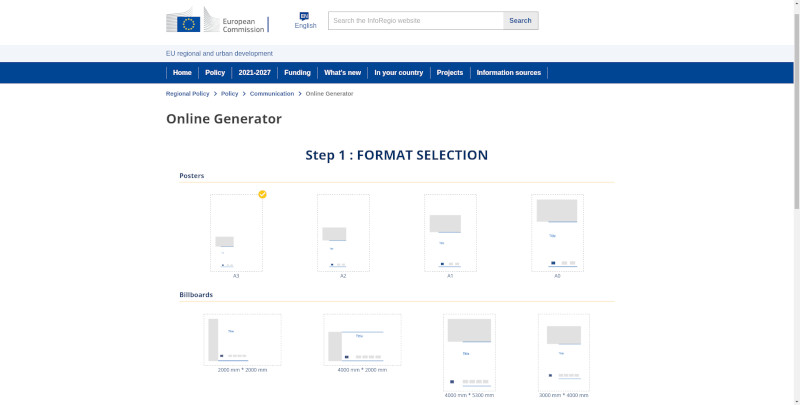 European
Commission
EN
English
Search the InfoRegio website
Search
EU regional and urban development
Home
Policy
2021-2027
Funding
What's new
In your country
Projects
Information sources
Regional Policy
Policy
Communication
Online Generator
Online Generator
Step 1 : FORMAT SELECTION
Posters
Title
Title
A3
A2
A1
A0
Billboards
Title
Title
Title
Title
2000 mm * 2000 mm
4000 mm * 2000 mm
4000 mm * 5300 mm
3000 mm * 4000 mm